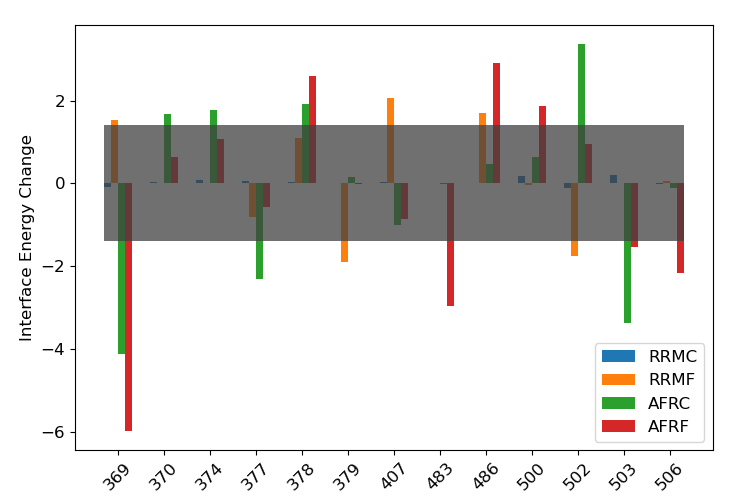 Interface Energy Change
2
0
−2
−4
−6
369 370 374 377 378 379 407 483 486 500 502 503 506
RRMC
RRMF
AFRC
AFRF